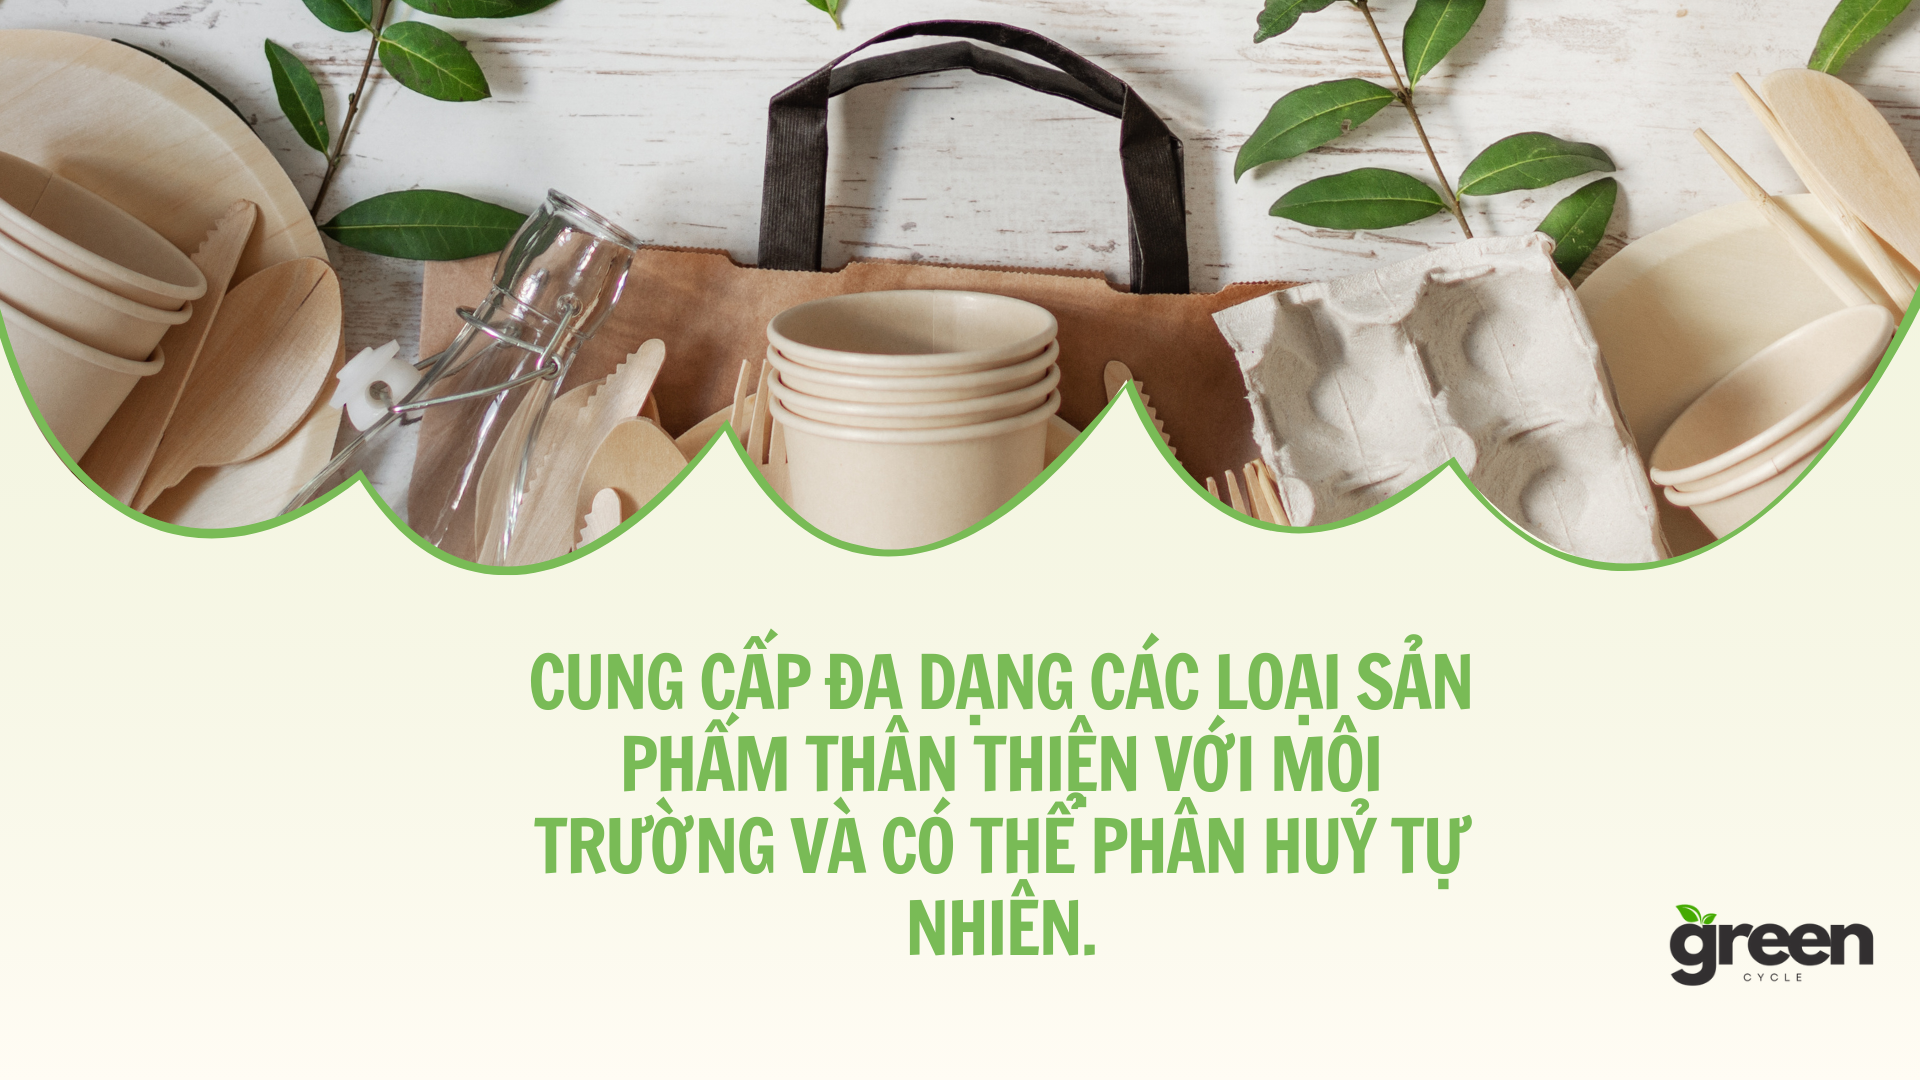 CUNG CẤP ĐA DẠNG CÁC LOẠI SẢN
PHẨM THÂN THIỆN VỚI MÔI
TRƯỜNG VÀ CÓ THỂ PHÂN HUỶ TỰ
NHIÊN.
green
CYCLE